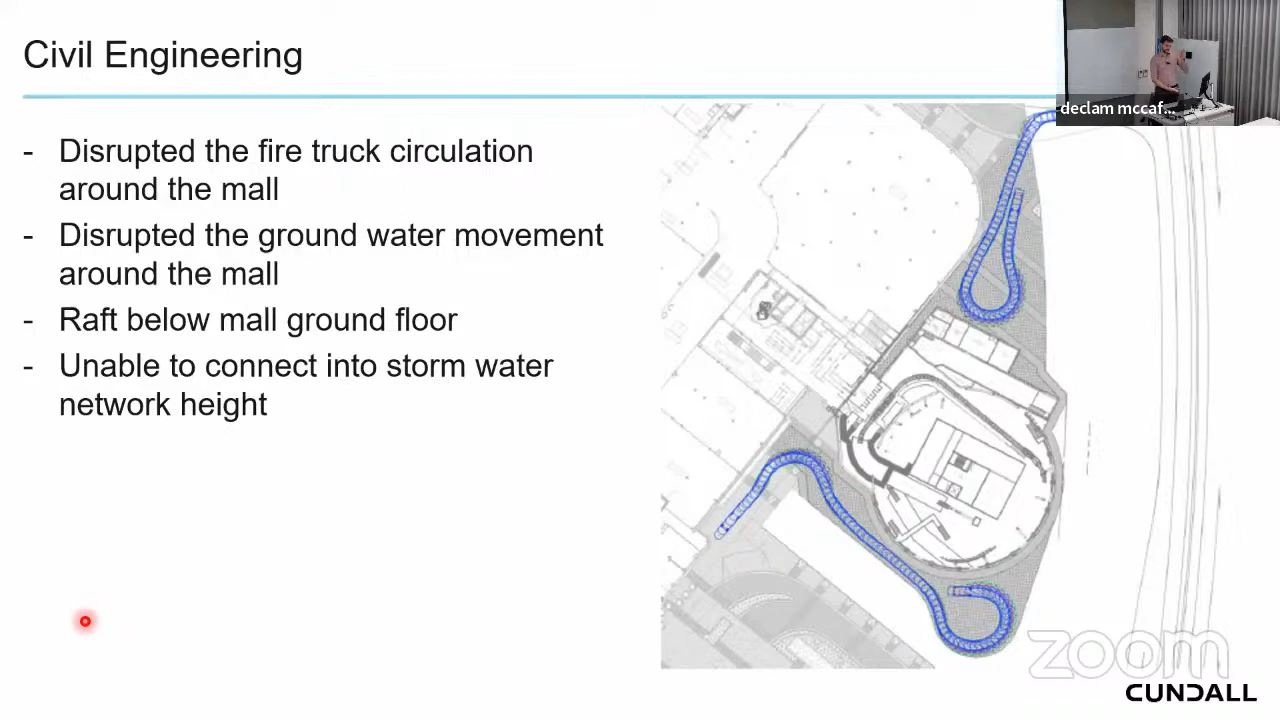 Civil Engineering
declam mccaf...
- Disrupted the fire truck circulation
around the mall
- Disrupted the ground water movement
around the mall
- Raft below mall ground floor
- Unable to connect into storm water
network height
zoom
CUNDALL